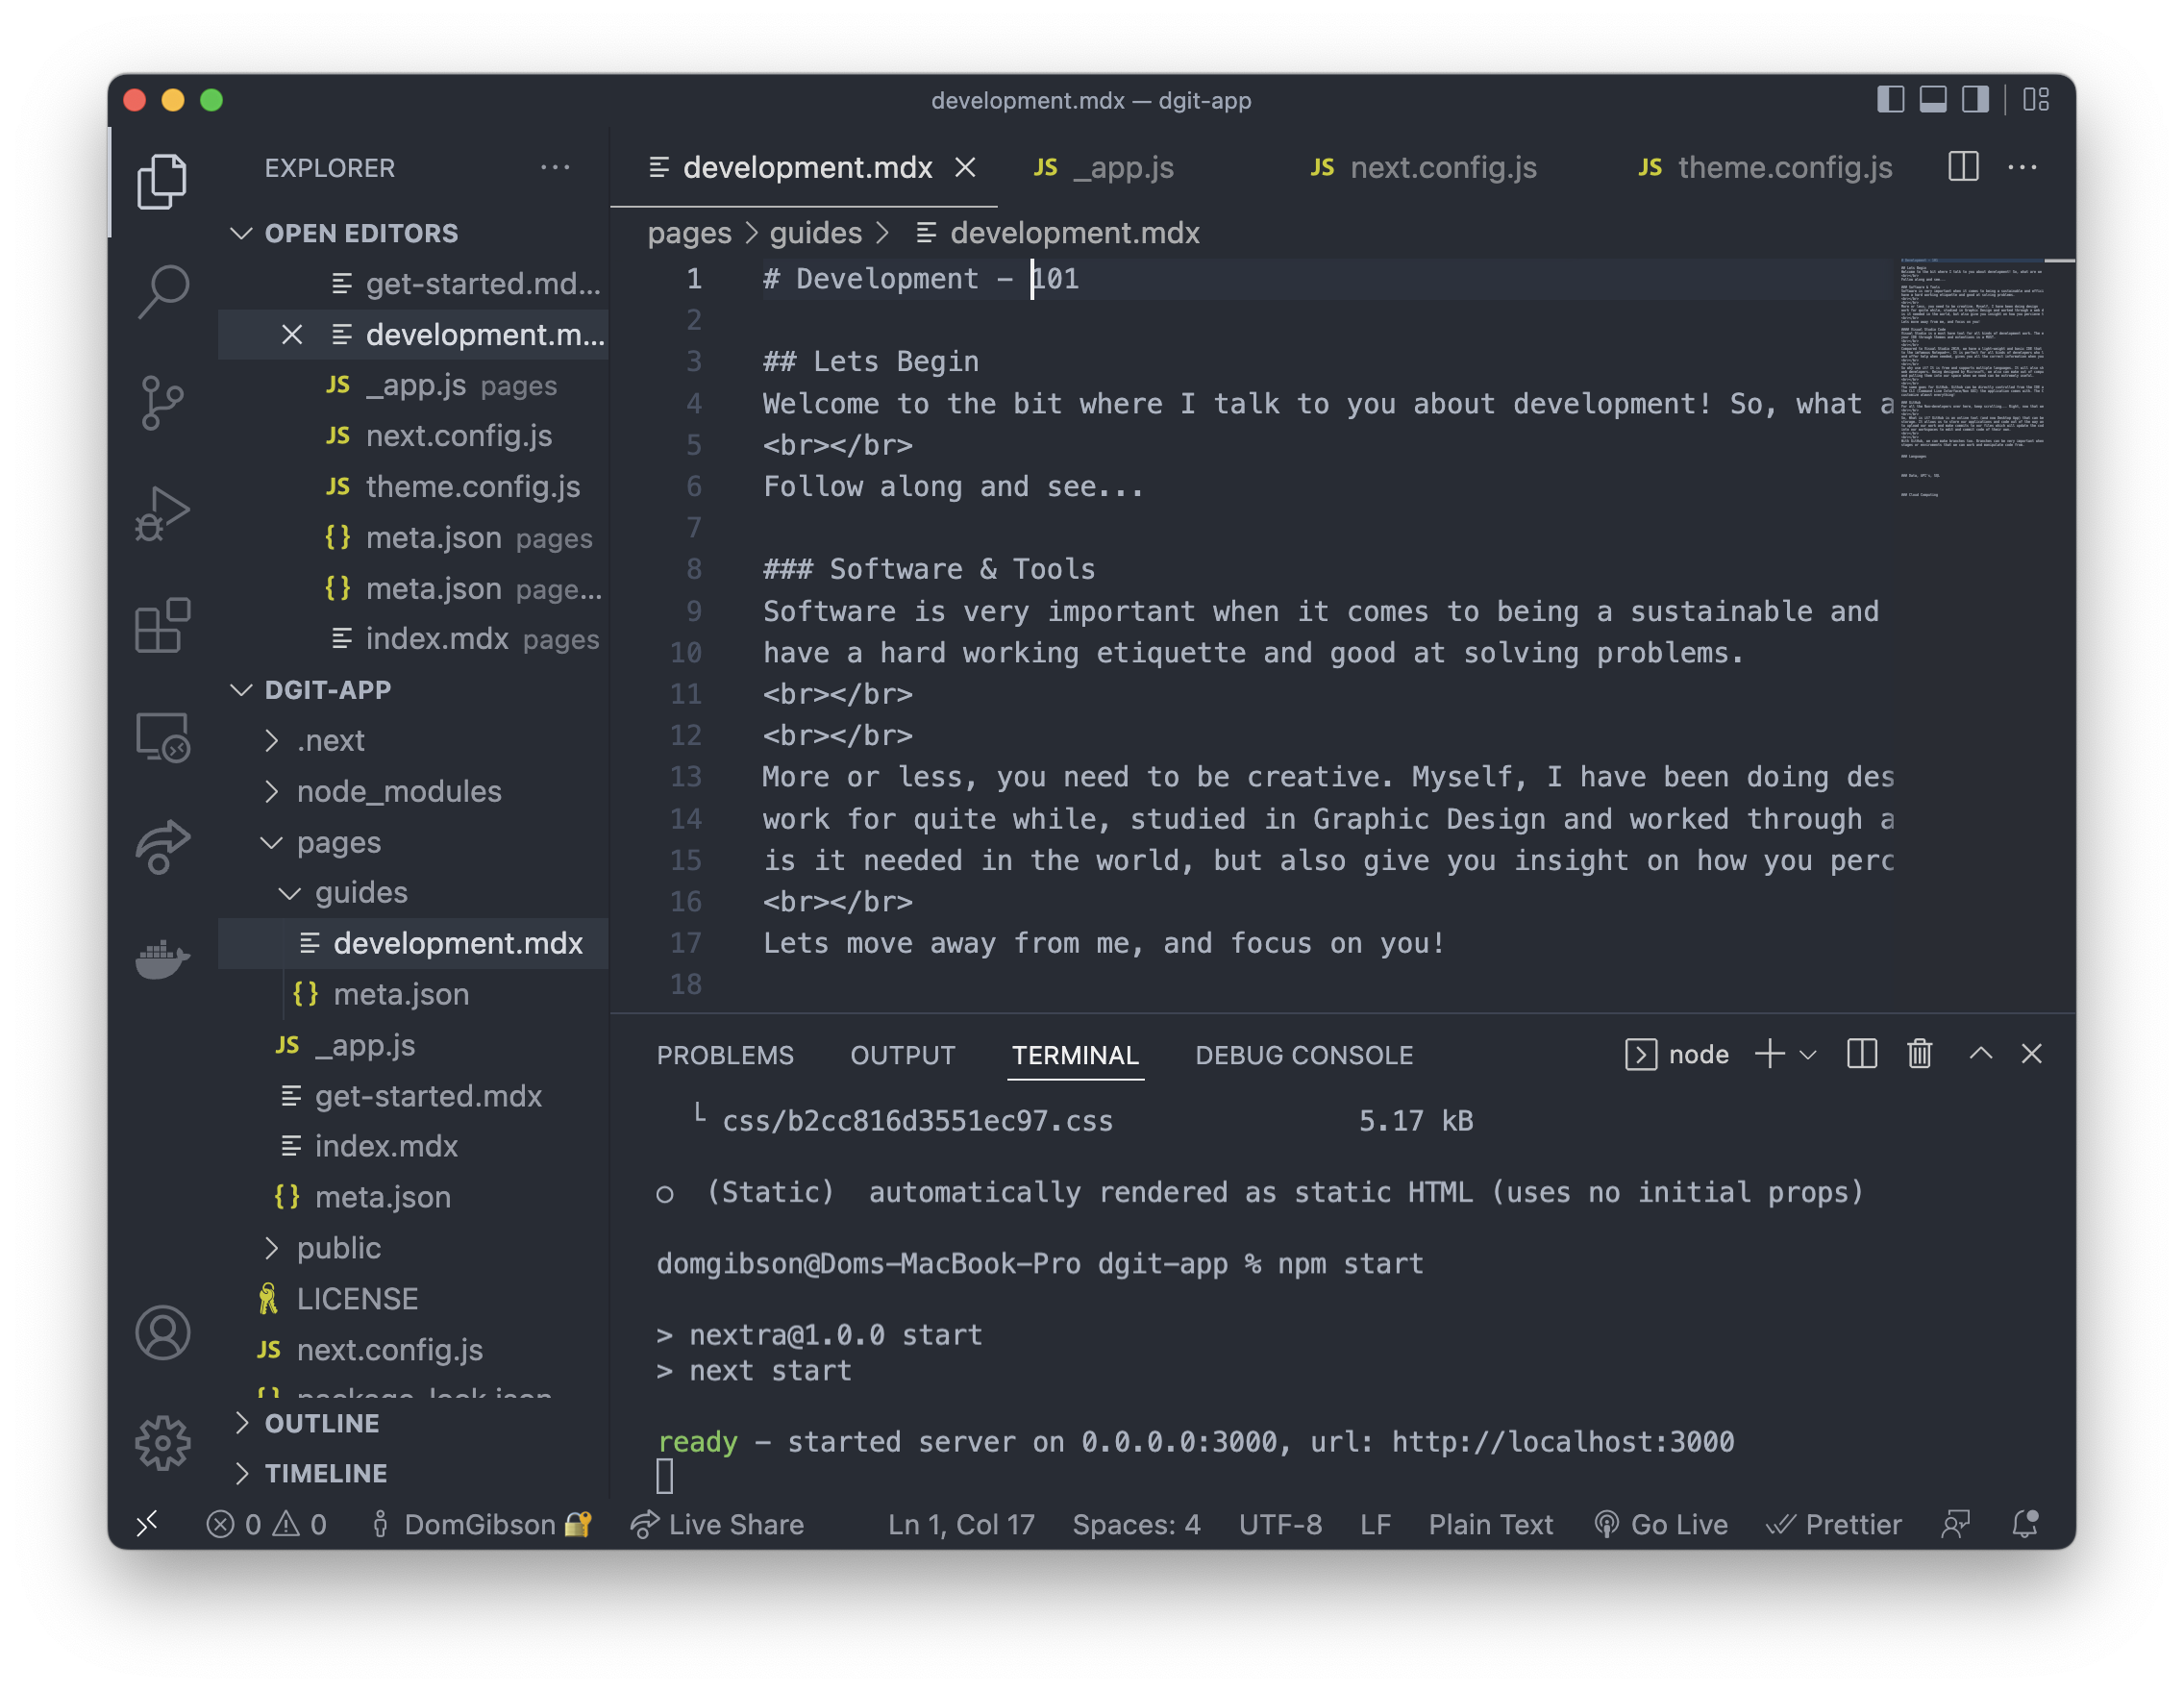 development.mdx — dgit-app
EXPLORER
OPEN EDITORS
get-started.md...
development.m...
JS _app.js pages
JS next.config.js
JS theme.config.js
{} meta.json pages
{} meta.json page...
index.mdx pages
DGIT-APP
.next
node_modules
pages
guides
development.mdx
{} meta.json
JS _app.js
get-started.mdx
index.mdx
{} meta.json
public
LICENSE
JS next.config.js
{} package-lock.json
OUTLINE
TIMELINE
development.mdx JS _app.js JS next.config.js JS theme.config.js
pages > guides > development.mdx
1 # Development - 101
2
3 ## Lets Begin
4 Welcome to the bit where I talk to you about development! So, what a
5 <br></br>
6 Follow along and see...
7
8 ### Software & Tools
9 Software is very important when it comes to being a sustainable and
10 have a hard working etiquette and good at solving problems.
11 <br></br>
12 <br></br>
13 More or less, you need to be creative. Myself, I have been doing des
14 work for quite while, studied in Graphic Design and worked through a
15 is it needed in the world, but also give you insight on how you perc
16 <br></br>
17 Lets move away from me, and focus on you!
18
PROBLEMS OUTPUT TERMINAL DEBUG CONSOLE node
└ css/b2cc816d3551ec97.css 5.17 kB
○ (Static) automatically rendered as static HTML (uses no initial props)
domgibson@Doms-MacBook-Pro dgit-app % npm start
> nextra@1.0.0 start
> next start
ready - started server on 0.0.0.0:3000, url: http://localhost:3000
0 0 DomGibson Live Share Ln 1, Col 17 Spaces: 4 UTF-8 LF Plain Text Go Live Prettier